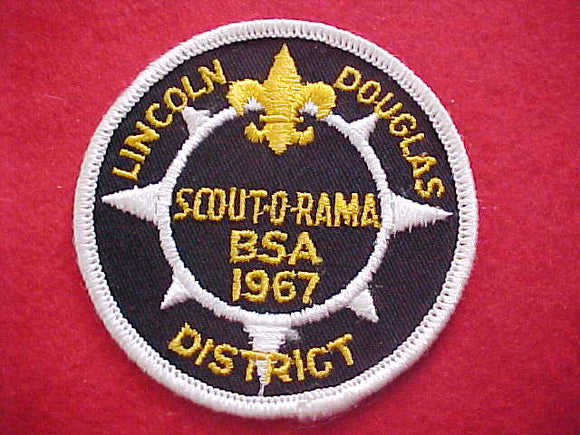 LINCOLN DOUGLAS
SCOUT-O-RAMA
BSA
1967
DISTRICT